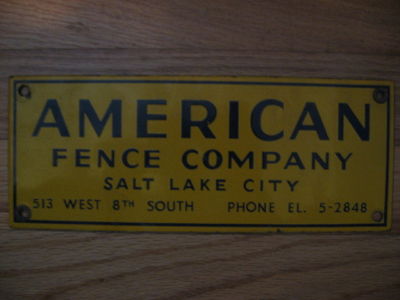 AMERICAN
FENCE COMPANY
SALT LAKE CITY
513 WEST 8TH SOUTH PHONE EL. 5-2848